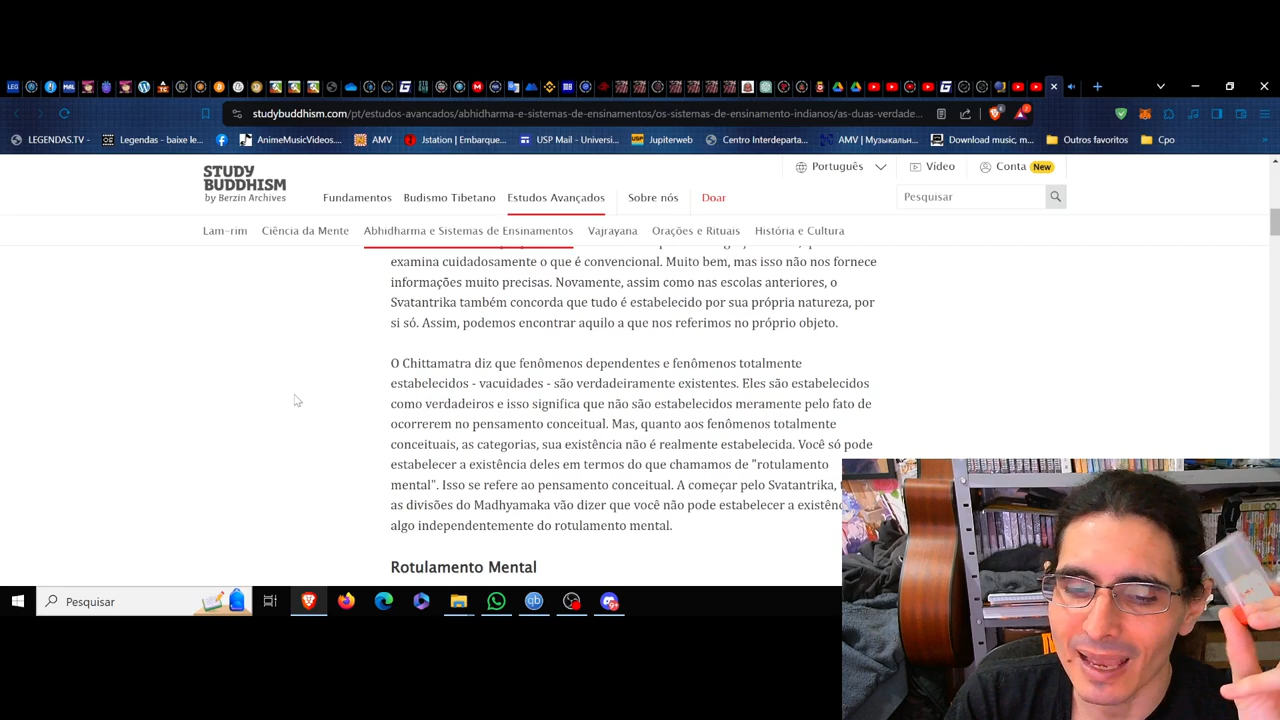 studybuddhism.com/pt/estudos-avancados/abhidharma-e-sistemas-de-ensinamento/os-sistemas-de-ensinamento-indianos/as-duas-verdade...
LEGENDAS.TV -
Legendas - baixe le...
AnimeMusicVideos....
AMV
Jstation | Embarque...
USP Mail - Universi...
Jupiterweb
Centro Interdeparta...
AMV | Музыкальн...
Download music, m...
Outros favoritos
Cpo
STUDY
BUDDHISM
by Berzin Archives
Português
Vídeo
Conta New
Fundamentos
Budismo Tibetano
Estudos Avançados
Sobre nós
Doar
Pesquisar
Lam-rim
Ciência da Mente
Abhidharma e Sistemas de Ensinamentos
Vajrayana
Orações e Rituais
História e Cultura
examina cuidadosamente o que é convencional. Muito bem, mas isso não nos fornece
informações muito precisas. Novamente, assim como nas escolas anteriores, o
Svatantrika também concorda que tudo é estabelecido por sua própria natureza, por
si só. Assim, podemos encontrar aquilo a que nos referimos no próprio objeto.
O Chittamatra diz que fenômenos dependentes e fenômenos totalmente
estabelecidos - vacuidades - são verdadeiramente existentes. Eles são estabelecidos
como verdadeiros e isso significa que não são estabelecidos meramente pelo fato de
ocorrerem no pensamento conceitual. Mas, quanto aos fenômenos totalmente
conceituais, as categorias, sua existência não é realmente estabelecida. Você só pode
estabelecer a existência deles em termos do que chamamos de "rotulamento
mental". Isso se refere ao pensamento conceitual. A começar pelo Svatantrika,
as divisões do Madhyamaka vão dizer que você não pode estabelecer a existênc
algo independentemente do rotulamento mental.
Rotulamento Mental
Pesquisar